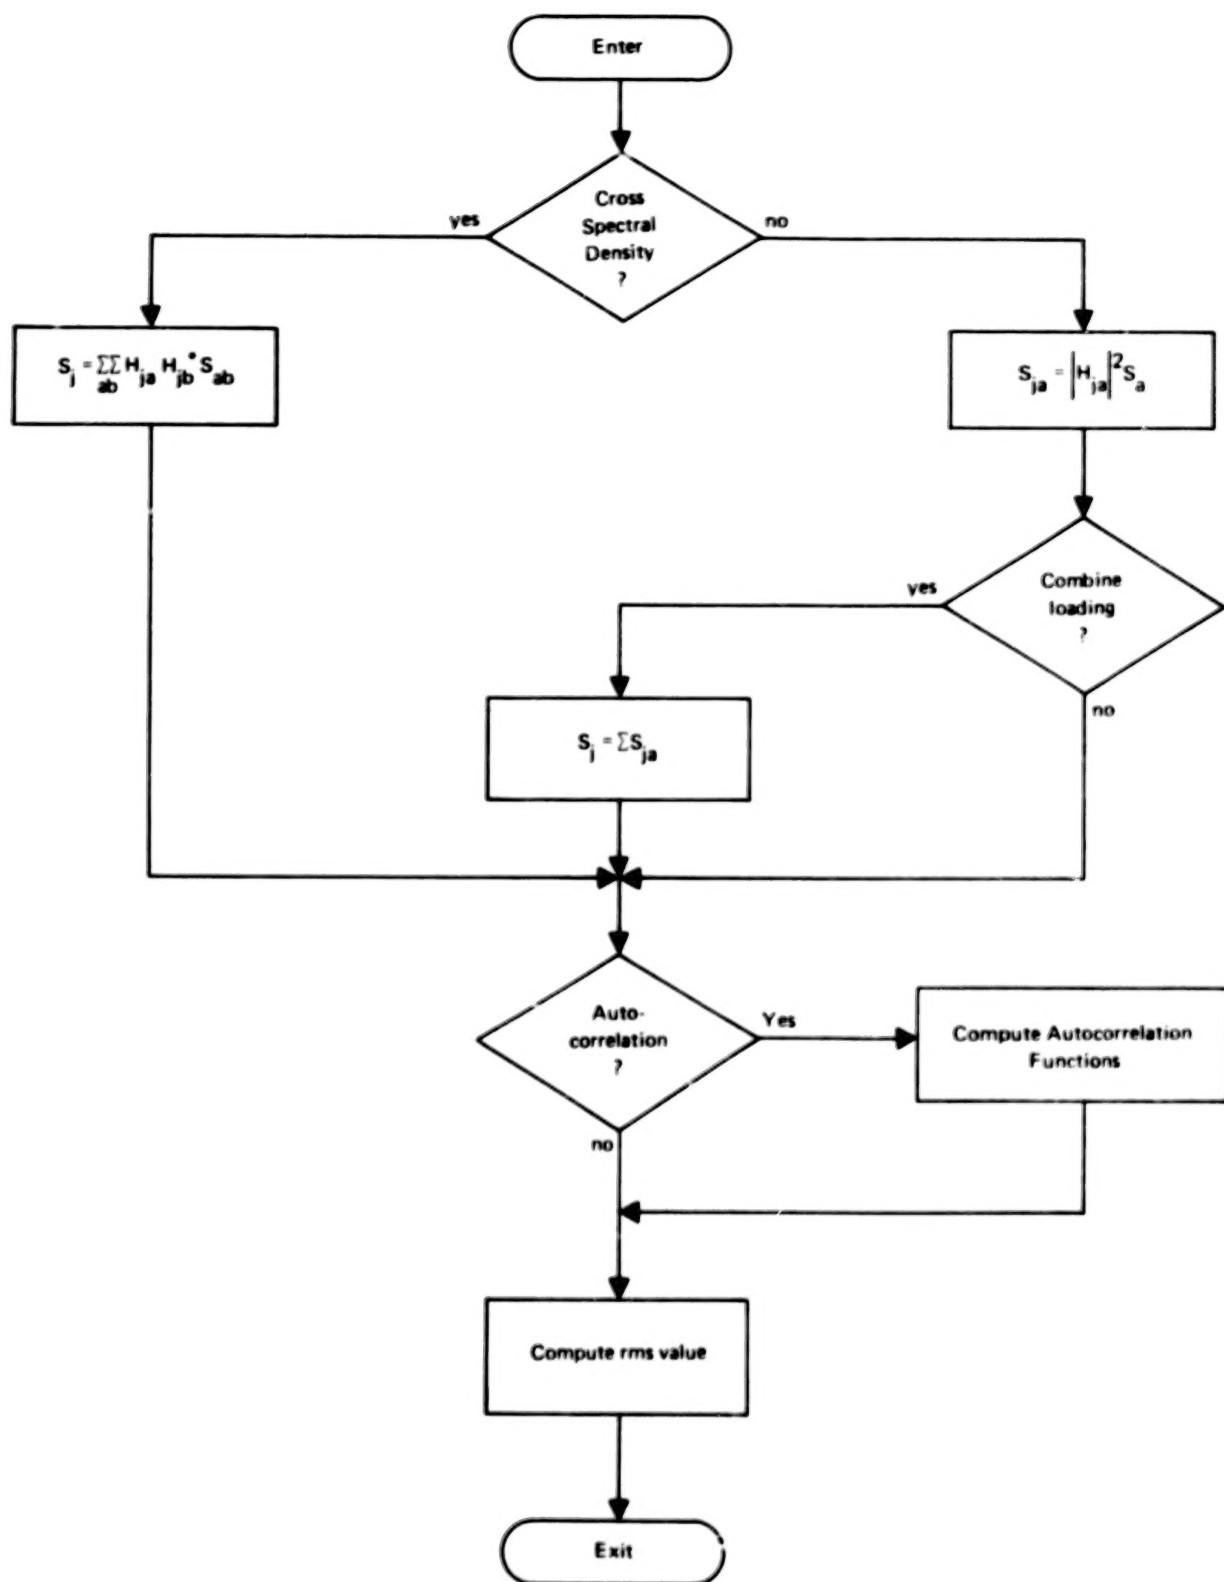 Enter
Cross
Spectral
Density
?
yes
no
S_j = ΣΣ_ab H_ja H_jb* S_ab
S_ja = |H_ja|^2 S_a
Combine
loading
?
yes
no
S_j = ΣS_ja
Auto-
correlation
?
Yes
no
Compute Autocorrelation
Functions
Compute rms value
Exit